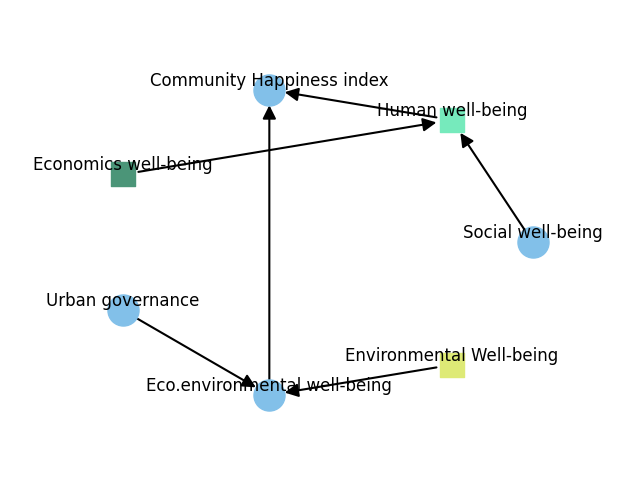 Community Happiness index
Human well-being
Economics well-being
Social well-being
Urban governance
Environmental Well-being
Eco.environmental well-being